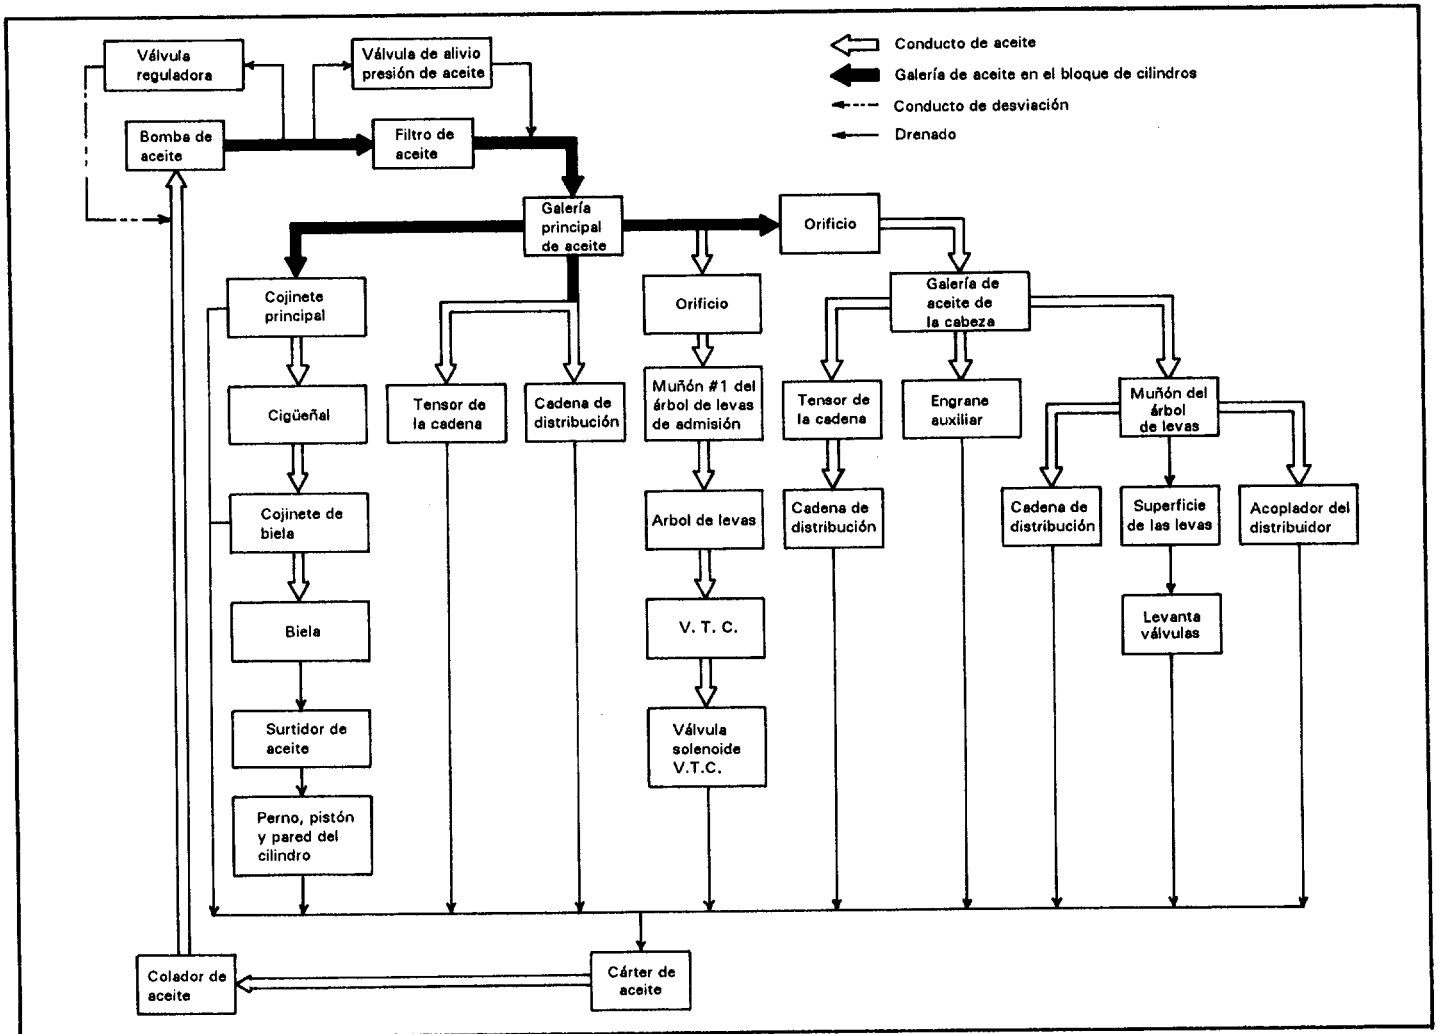 Válvula
reguladora
Válvula de alivio
presión de aceite
Conducto de aceite
Galería de aceite en el bloque de cilindros
Conducto de desviación
Drenado
Bomba de
aceite
Filtro de
aceite
Galería
principal
de aceite
Orificio
Cojinete
principal
Orificio
Galería de
aceite de
la cabeza
Cigüeñal
Tensor de
la cadena
Cadena de
distribución
Muñón #1 del
árbol de levas
de admisión
Tensor de
la cadena
Engrane
auxiliar
Muñón del
árbol
de levas
Cojinete de
biela
Arbol de levas
Cadena de
distribución
Cadena de
distribución
Superficie
de las levas
Acoplador del
distribuidor
Biela
V. T. C.
Levanta
válvulas
Surtidor de
aceite
Válvula
solenoide
V.T.C.
Perno, pistón
y pared del
cilindro
Colador de
aceite
Cárter de
aceite